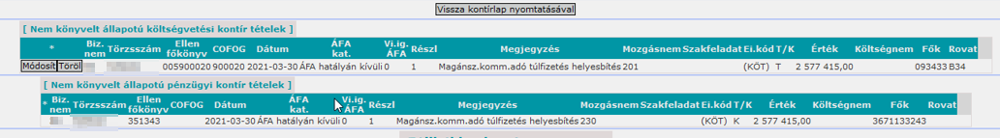 Vissza kontírlap nyomtatásával
[ Nem könyvelt állapotú költségvetési kontír tételek ]
* Biz. nem Törzsszám Ellen főkönyv COFOG Dátum ÁFA kat. Vi.ig. ÁFA Részl Megjegyzés Mozgásnem Szakfeladat Ei.kód T/K Érték Költségnem Fők Rovat
Módosít Töröl 005900020 900020 2021-03-30 ÁFA hatályán kívüli 0 1 Magánsz.komm.adó túlfizetés helyesbítés 201 (KÖT) T 2 577 415,00 093433 B34
[ Nem könyvelt állapotú pénzügyi kontír tételek ]
* Biz. nem Törzsszám Ellen főkönyv COFOG Dátum ÁFA kat. Vi.ig. ÁFA Részl Megjegyzés Mozgásnem Szakfeladat Ei.kód T/K Érték Költségnem Fők Rovat
351343 2021-03-30 ÁFA hatályán kívüli 0 1 Magánsz.komm.adó túlfizetés helyesbítés 230 (KÖT) K 2 577 415,00 3671133243